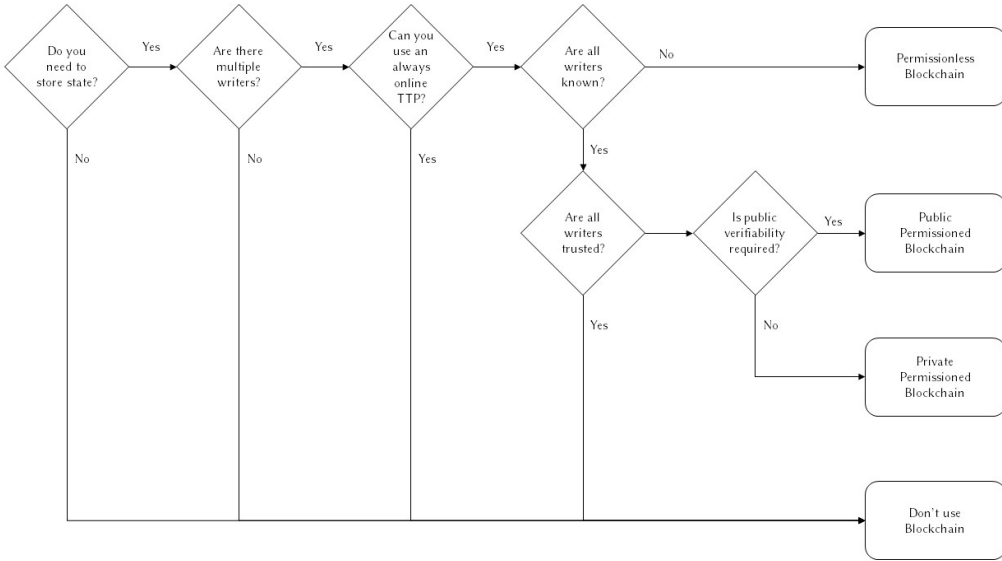 Do you
need to
store state?
Yes
Are there
multiple
writers?
Yes
Can you
use an
always
online
TTP?
Yes
Are all
writers
known?
No
Permissionless
Blockchain
No
No
Yes
Yes
Are all
writers
trusted?
Is public
verifiability
required?
Yes
Public
Permissioned
Blockchain
Yes
No
Private
Permissioned
Blockchain
Don't use
Blockchain